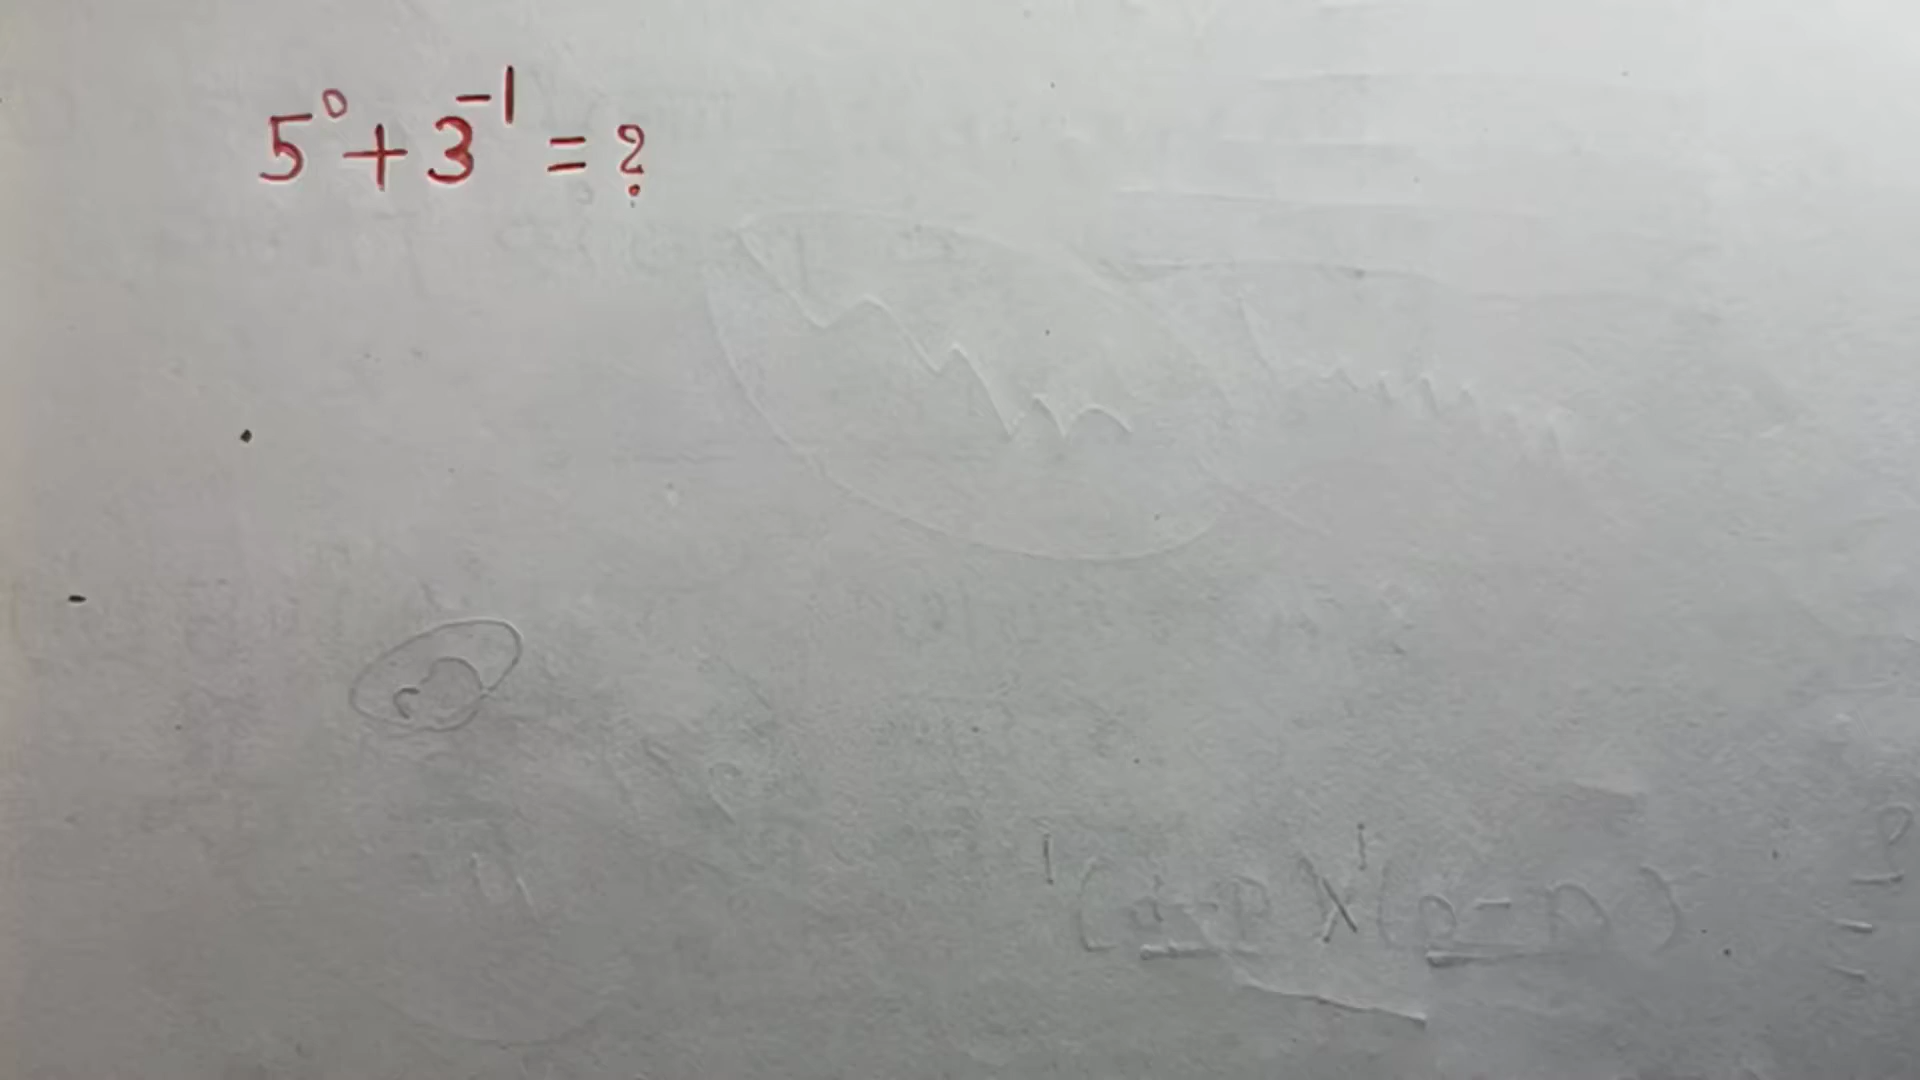 5⁰ + 3⁻¹ = ?